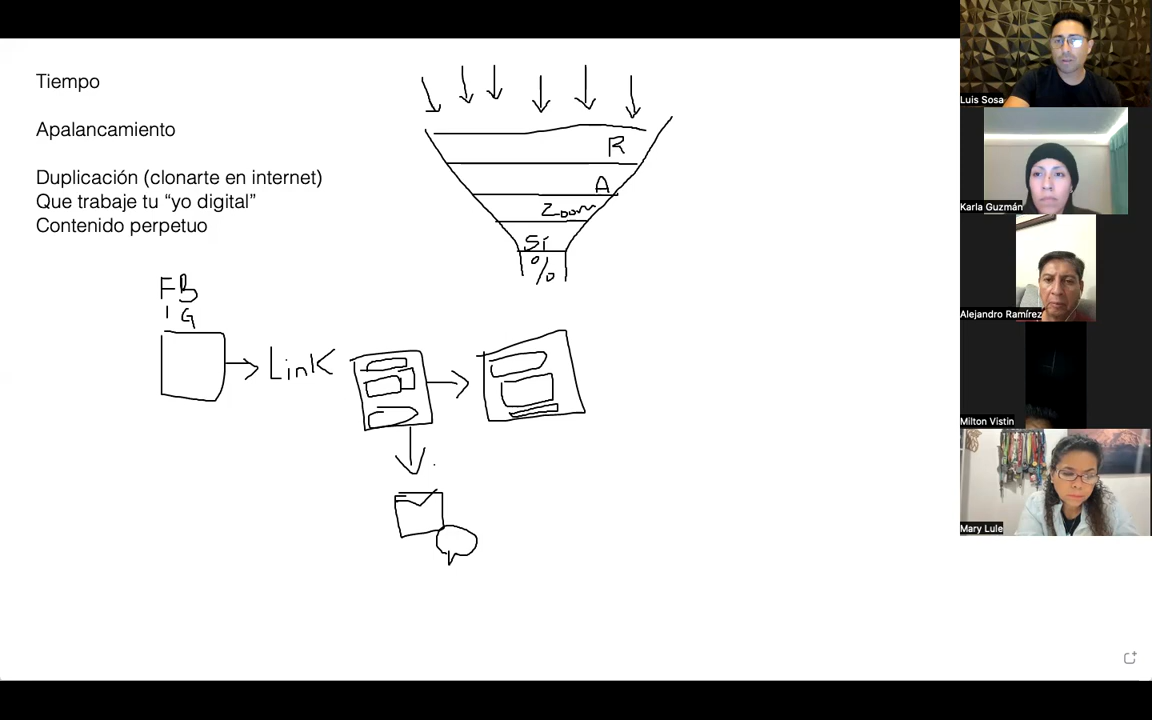 Tiempo
Apalancamiento
Duplicación (clonarte en internet)
Que trabaje tu “yo digital”
Contenido perpetuo
R
A
Zoom
Sí
%
FB
IG
Link
Luis Sosa
Karla Guzmán
Alejandro Ramírez
Milton Vistin
Mary Lule